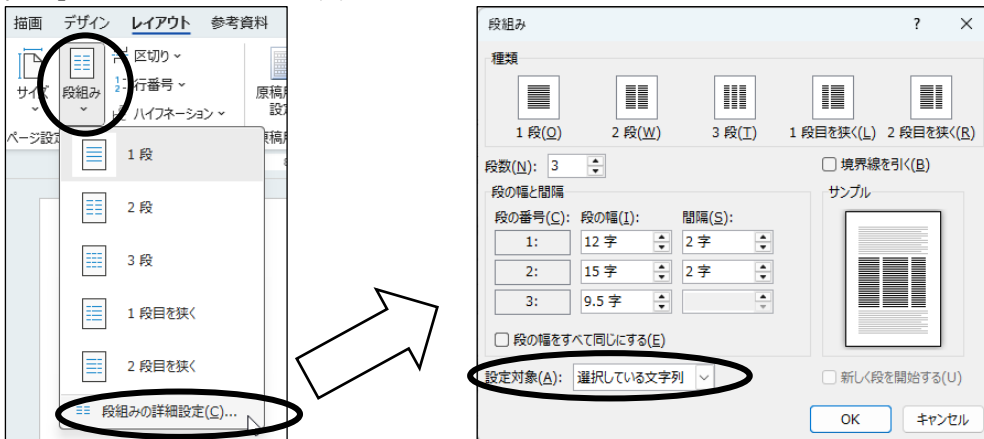 描画 デザイン レイアウト 参考資料
サイズ
段組み
区切り
行番号
ハイフネーション
ページ設
1 段
2 段
3 段
1 段目を狭く
2 段目を狭く
段組みの詳細設定(C)...
段組み ? ×
種類
1 段(O) 2 段(W) 3 段(T) 1 段目を狭く(L) 2 段目を狭く(R)
段数(N): 3
境界線を引く(B)
段の幅と間隔
サンプル
段の番号(C): 段の幅(I): 間隔(S):
1: 12 字 2 字
2: 15 字 2 字
3: 9.5 字
段の幅をすべて同じにする(E)
設定対象(A): 選択している文字列
新しく段を開始する(U)
OK キャンセル